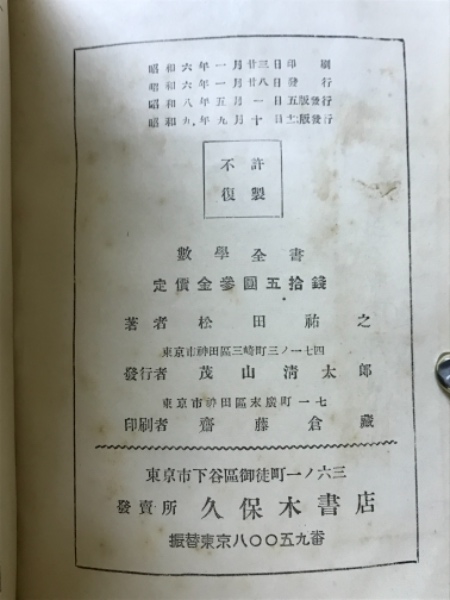 昭和六年一月廿三日印刷
昭和六年一月廿八日發行
昭和八年五月一日五版發行
昭和九年九月十日十二版發行
不許
復製
數學全書
定價金參圓五拾錢
著者 松田祐之
東京市神田區三崎町三ノ一七四
發行者 茂山淸太郎
東京市神田區末廣町一七
印刷者 齋藤倉藏
東京市下谷區御徒町一ノ六三
發賣所 久保木書店
振替東京八〇〇五九番